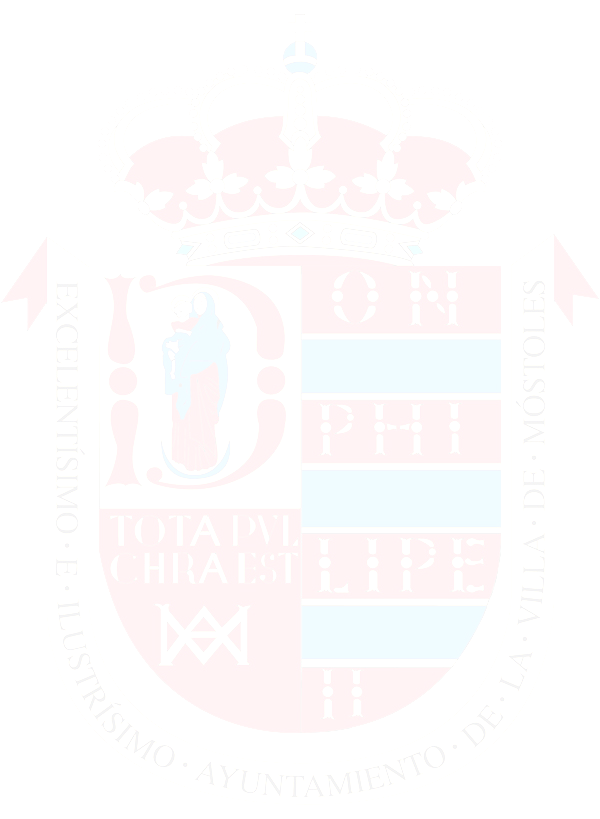 D
ON
PHI
TOTA PVL
CHRA EST
LIPE
II
EXCELENTÍSIMO · E · ILUSTRÍSIMO · AYUNTAMIENTO · DE · LA · VILLA · DE · MÓSTOLES